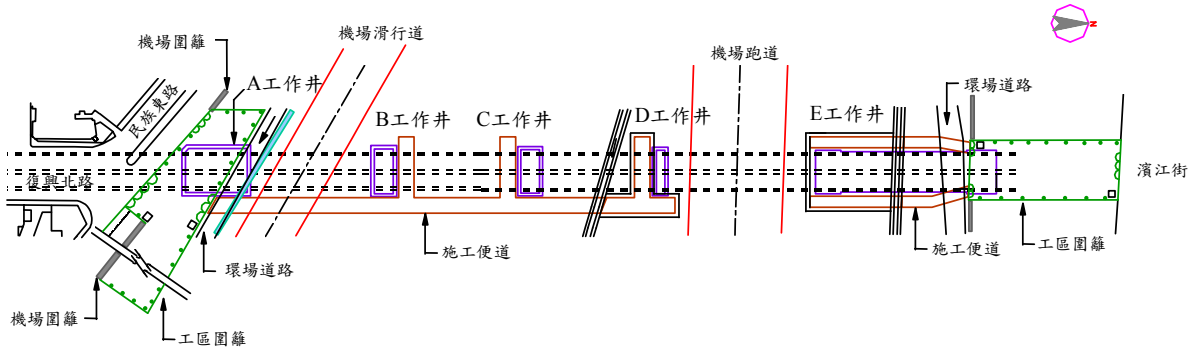 N
機場滑行道
機場圍籬
機場跑道
A工作井
環場道路
民族東路
B工作井
C工作井
D工作井
E工作井
復興北路
濱江街
施工便道
施工便道
工區圍籬
環場道路
機場圍籬
工區圍籬